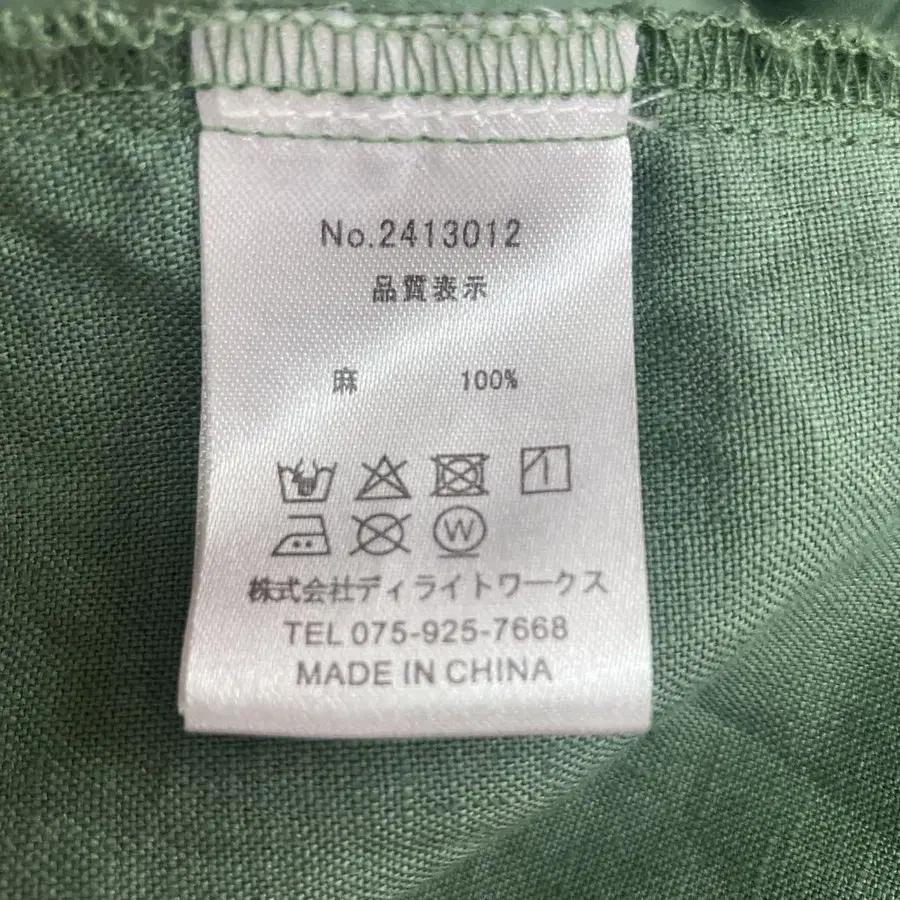 No.2413012
品質表示
麻 100%
W
株式会社ディライトワークス
TEL 075-925-7668
MADE IN CHINA